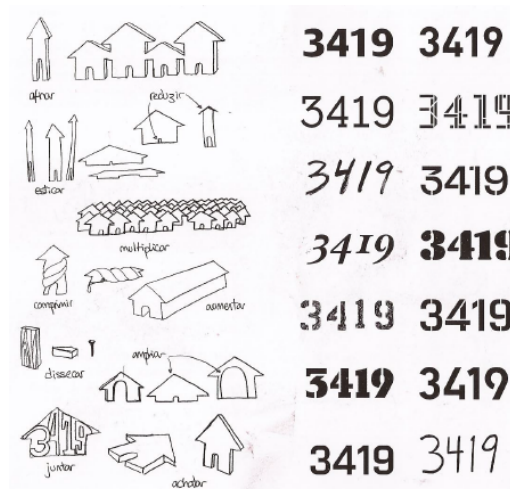 afinar
reduzir
esticar
multiplicar
comprimir
aumentar
dissecar
ampliar
3419
juntar
achatar
3419 3419
3419 3419
3419 3419
3419 3419
3419 3419
3419 3419
3419 3419